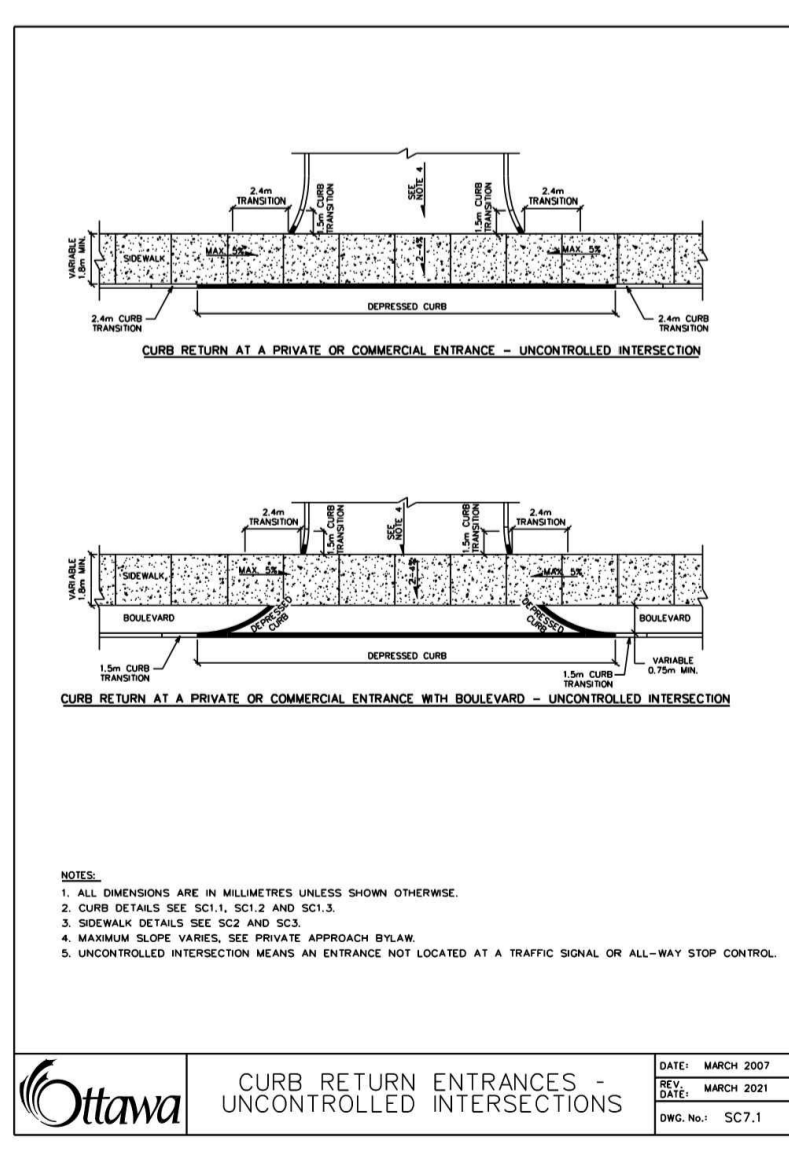 2.4m
TRANSITION
1.5m CURB
TRANSITION
SEE
NOTE 4
1.5m CURB
TRANSITION
2.4m
TRANSITION
VARIABLE
1.8m MIN.
SIDEWALK
MAX. 5%
2-4%
MAX. 5%
DEPRESSED CURB
2.4m CURB
TRANSITION
2.4m CURB
TRANSITION
CURB RETURN AT A PRIVATE OR COMMERCIAL ENTRANCE - UNCONTROLLED INTERSECTION
2.4m
TRANSITION
1.5m CURB
TRANSITION
SEE
NOTE 4
1.5m CURB
TRANSITION
2.4m
TRANSITION
VARIABLE
1.8m MIN.
SIDEWALK
MAX. 5%
2-4%
MAX. 5%
BOULEVARD
DEPRESSED
CURB
DEPRESSED
CURB
BOULEVARD
DEPRESSED CURB
1.5m CURB
TRANSITION
1.5m CURB
TRANSITION
VARIABLE
0.75m MIN.
CURB RETURN AT A PRIVATE OR COMMERCIAL ENTRANCE WITH BOULEVARD - UNCONTROLLED INTERSECTION
NOTES:
1. ALL DIMENSIONS ARE IN MILLIMETRES UNLESS SHOWN OTHERWISE.
2. CURB DETAILS SEE SC1.1, SC1.2 AND SC1.3.
3. SIDEWALK DETAILS SEE SC2 AND SC3.
4. MAXIMUM SLOPE VARIES, SEE PRIVATE APPROACH BYLAW.
5. UNCONTROLLED INTERSECTION MEANS AN ENTRANCE NOT LOCATED AT A TRAFFIC SIGNAL OR ALL-WAY STOP CONTROL.
Ottawa
CURB RETURN ENTRANCES -
UNCONTROLLED INTERSECTIONS
DATE: MARCH 2007
REV. DATE: MARCH 2021
DWG. No.: SC7.1